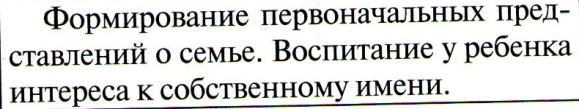 Формирование первоначальных пред-
ставлений о семье. Воспитание у ребенка
интереса к собственному имени.